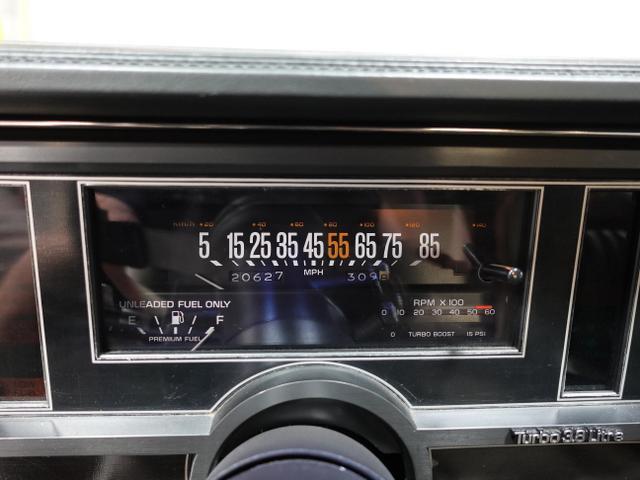 KM/H 20 40 60 80 100 120 140
5 15 25 35 45 55 65 75 85
20627 MPH 309
UNLEADED FUEL ONLY
E F
PREMIUM FUEL
RPM X 100
0 10 20 30 40 50 60
0 TURBO BOOST 15 PSI
Turbo 3.8 Litre